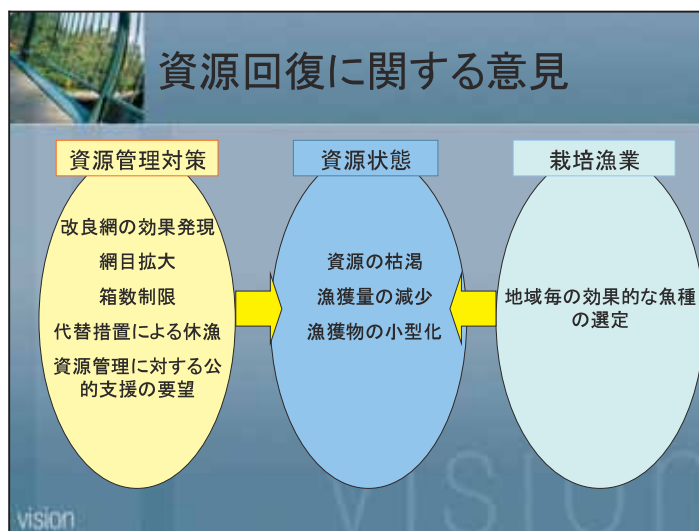 資源回復に関する意見
資源管理対策
改良網の効果発現
網目拡大
箱数制限
代替措置による休漁
資源管理に対する公
的支援の要望
資源状態
資源の枯渇
漁獲量の減少
漁獲物の小型化
栽培漁業
地域毎の効果的な魚種
の選定
vision
vision